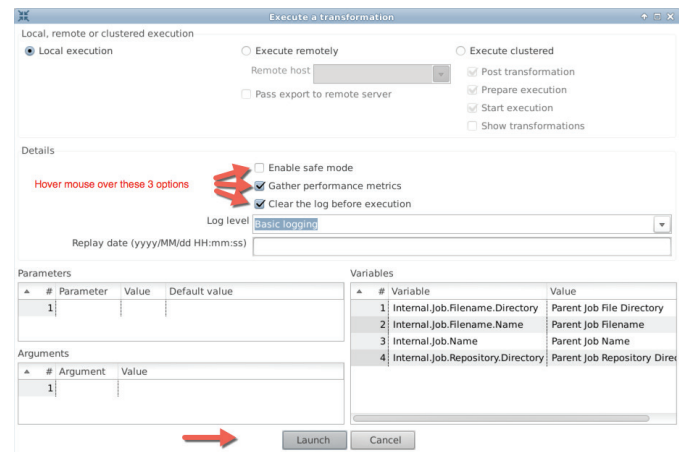 Execute a transformation
Local, remote or clustered execution
Local execution
Execute remotely
Execute clustered
Remote host
Post transformation
Pass export to remote server
Prepare execution
Start execution
Show transformations
Details
Enable safe mode
Hover mouse over these 3 options
Gather performance metrics
Clear the log before execution
Log level Basic logging
Replay date (yyyy/MM/dd HH:mm:ss)
Parameters
# Parameter Value Default value
1
Arguments
# Argument Value
1
Variables
# Variable Value
1 Internal.Job.Filename.Directory Parent Job File Directory
2 Internal.Job.Filename.Name Parent Job Filename
3 Internal.Job.Name Parent Job Name
4 Internal.Job.Repository.Directory Parent Job Repository Direc
Launch Cancel